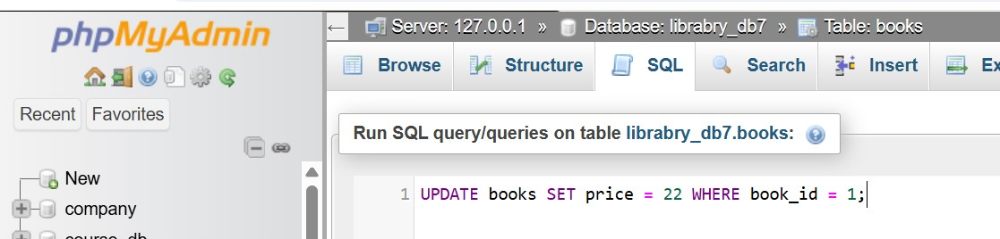 phpMyAdmin
Recent Favorites
New
company
course_db
← Server: 127.0.0.1 » Database: librabry_db7 » Table: books
Browse Structure SQL Search Insert Ex
Run SQL query/queries on table librabry_db7.books:
1 UPDATE books SET price = 22 WHERE book_id = 1;